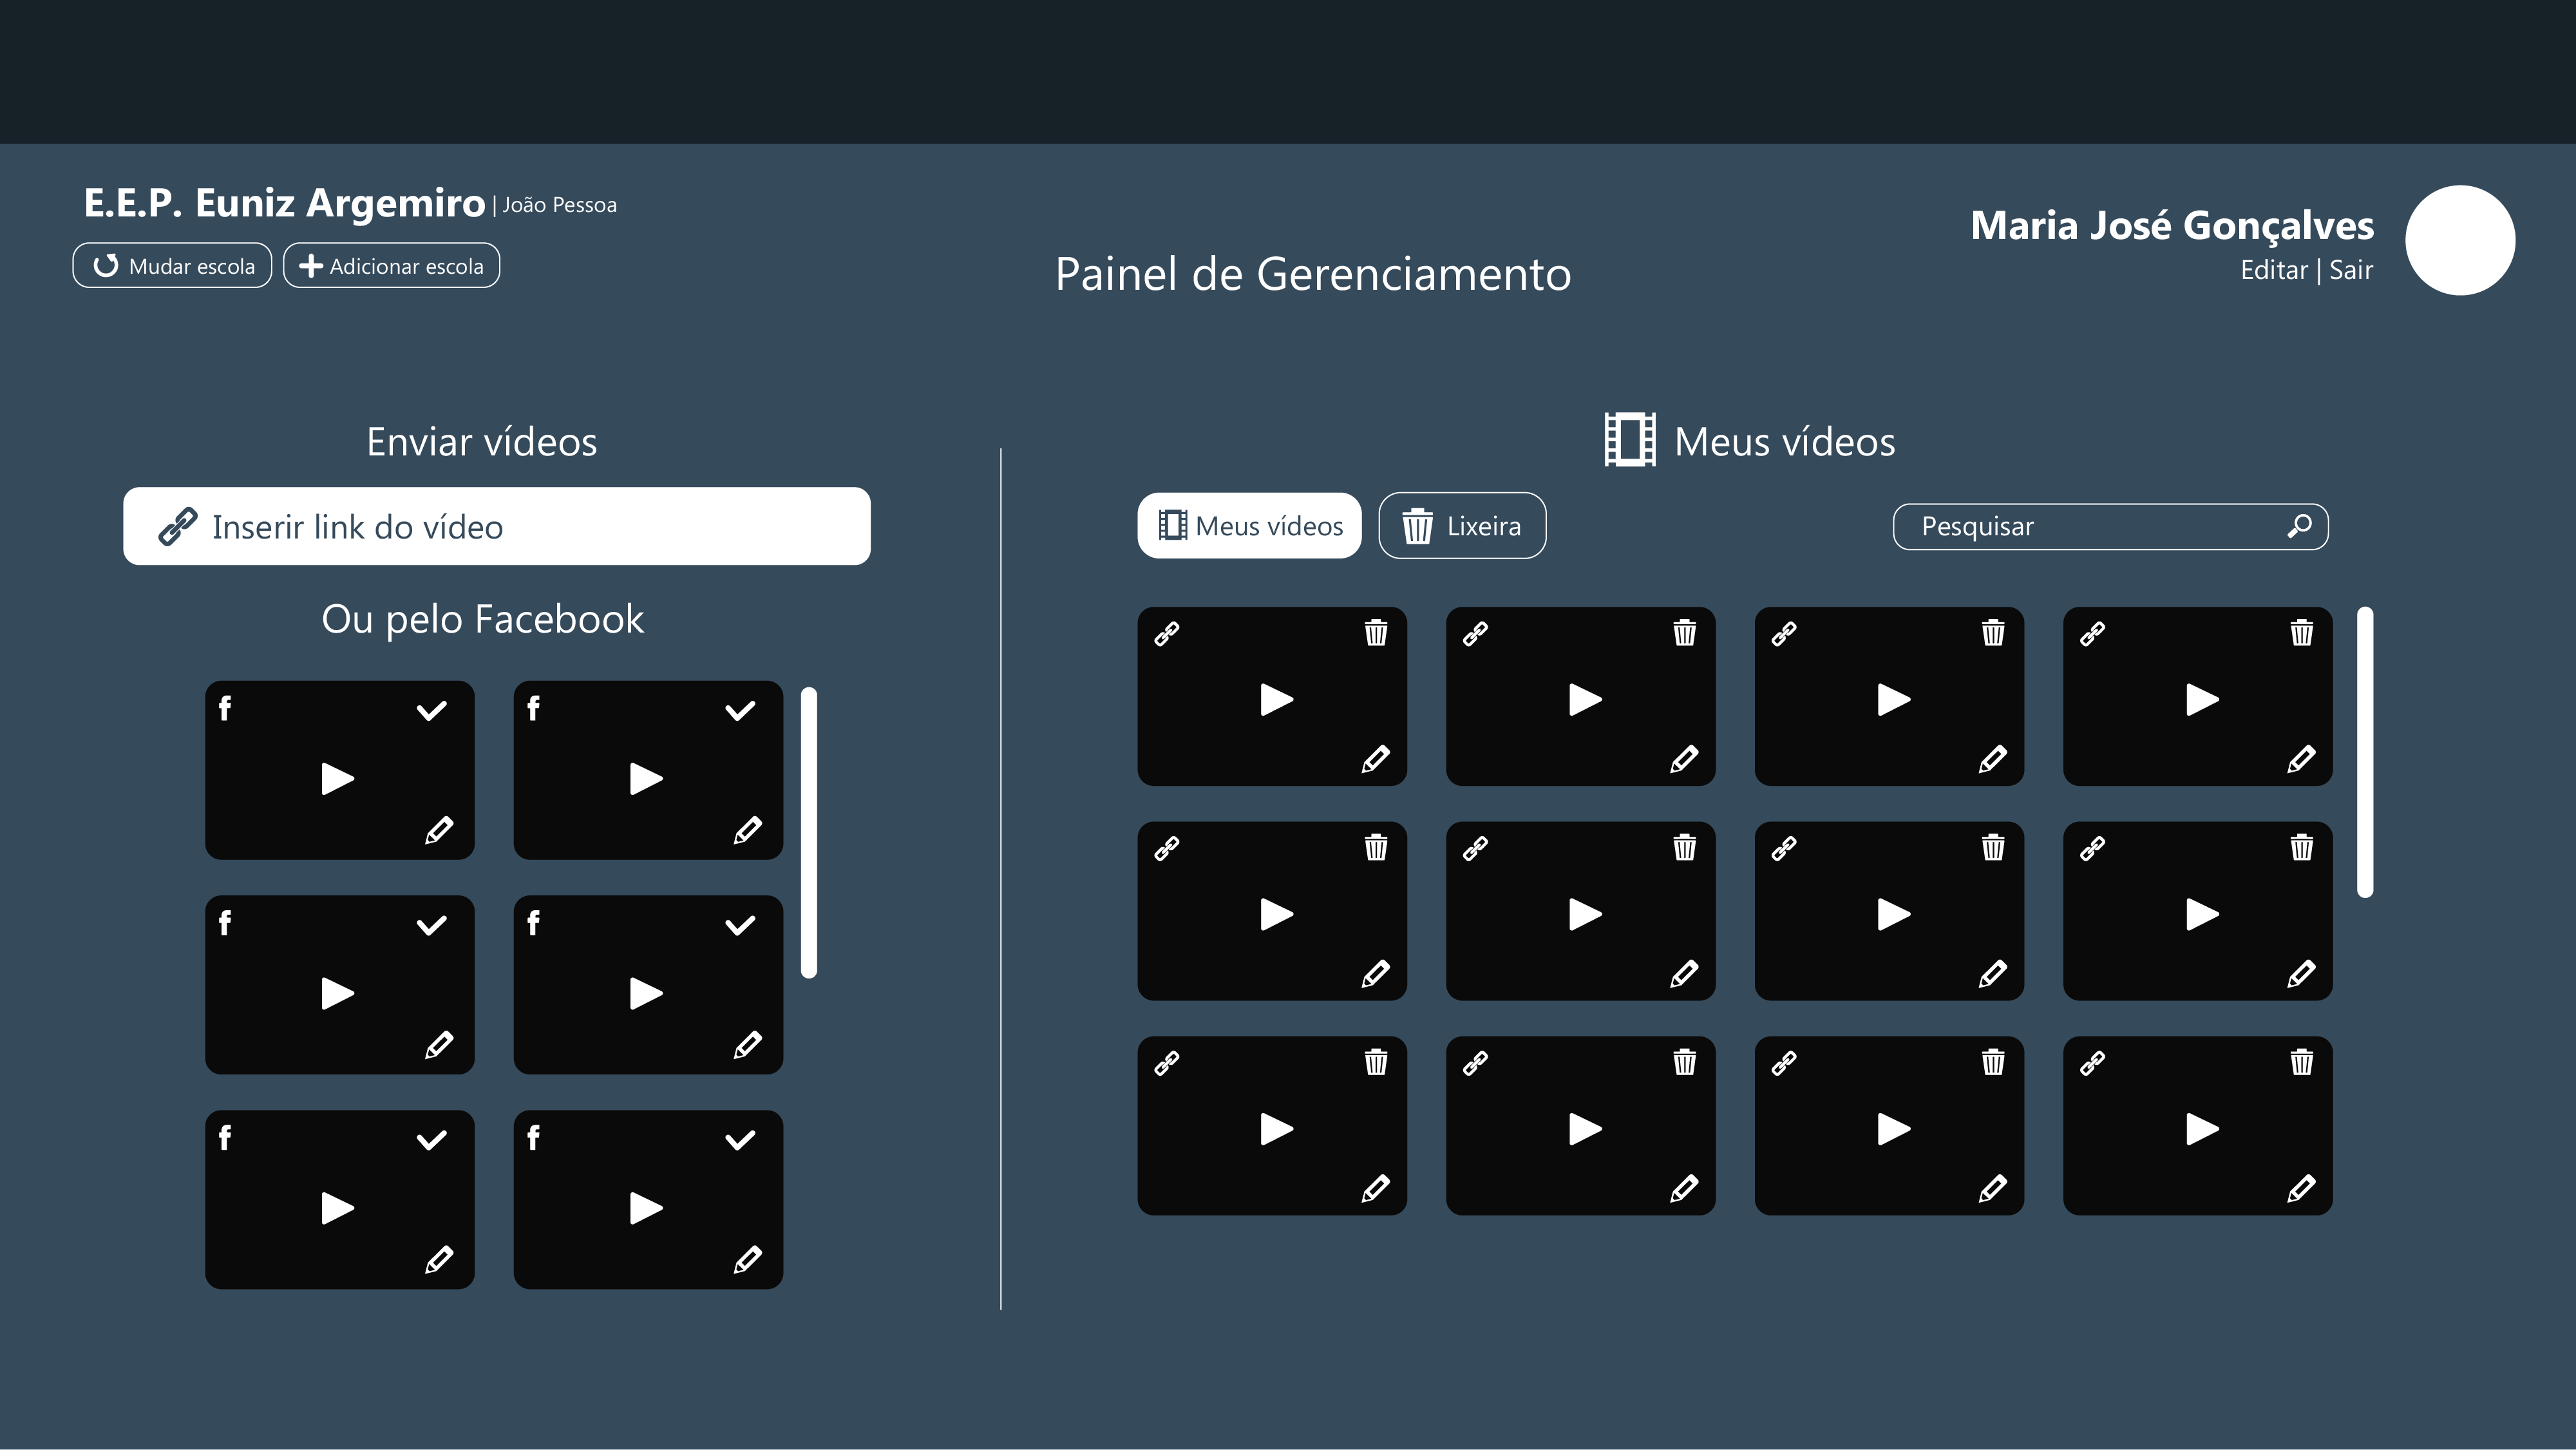 E.E.P. Euniz Argemiro | João Pessoa
Mudar escola
Adicionar escola
Painel de Gerenciamento
Maria José Gonçalves
Editar | Sair
Enviar vídeos
Inserir link do vídeo
Ou pelo Facebook
Meus vídeos
Meus vídeos
Lixeira
Pesquisar